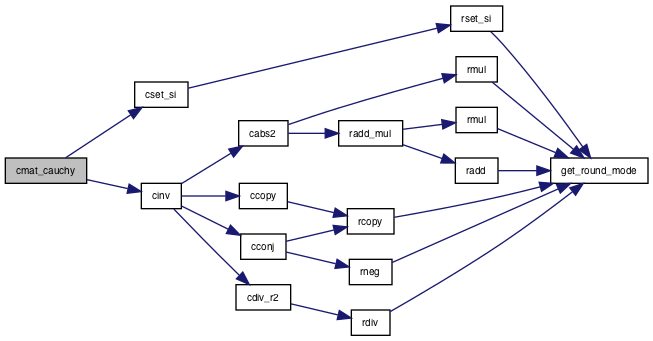 cmat_cauchy
cset_si
cinv
cabs2
ccopy
cconj
cdiv_r2
radd_mul
rcopy
rneg
rdiv
rset_si
rmul
rmul
radd
get_round_mode